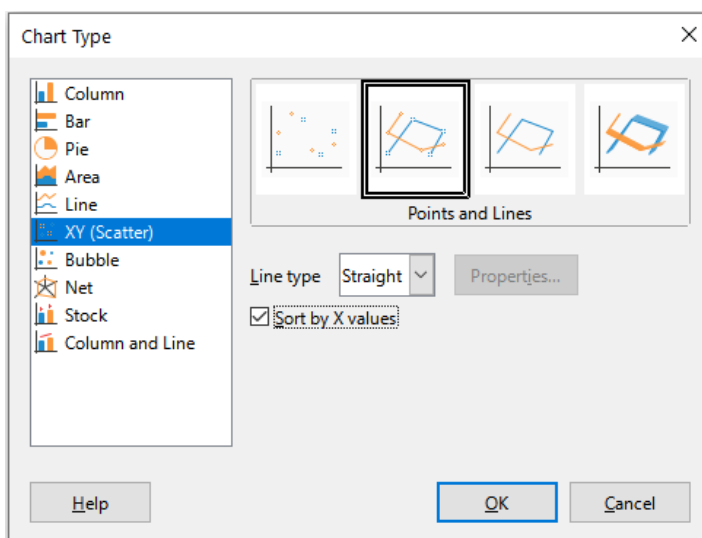 Chart Type
Column
Bar
Pie
Area
Line
XY (Scatter)
Bubble
Net
Stock
Column and Line
Points and Lines
Line type Straight Properties...
Sort by X values
Help OK Cancel